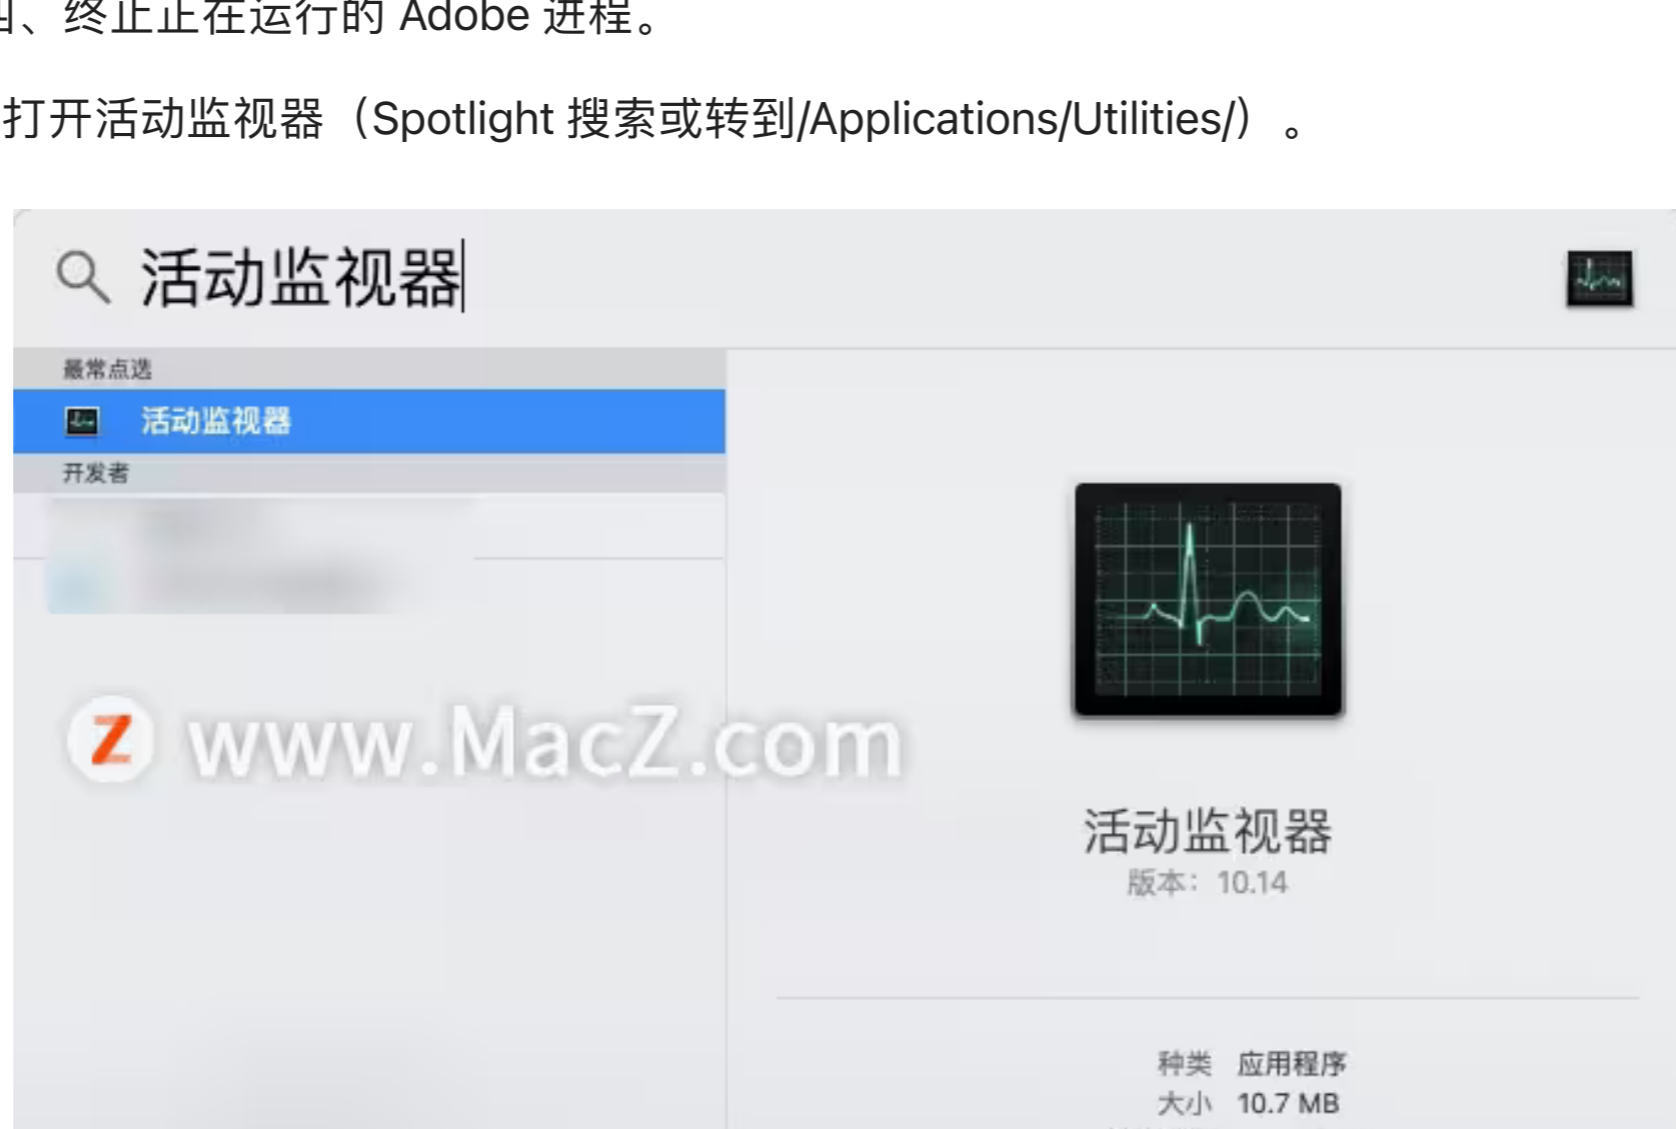 四、终止正在运行的 Adobe 进程。
打开活动监视器（Spotlight 搜索或转到/Applications/Utilities/）。
活动监视器
最常点选
活动监视器
开发者
Z www.MacZ.com
活动监视器
版本：10.14
种类 应用程序
大小 10.7 MB